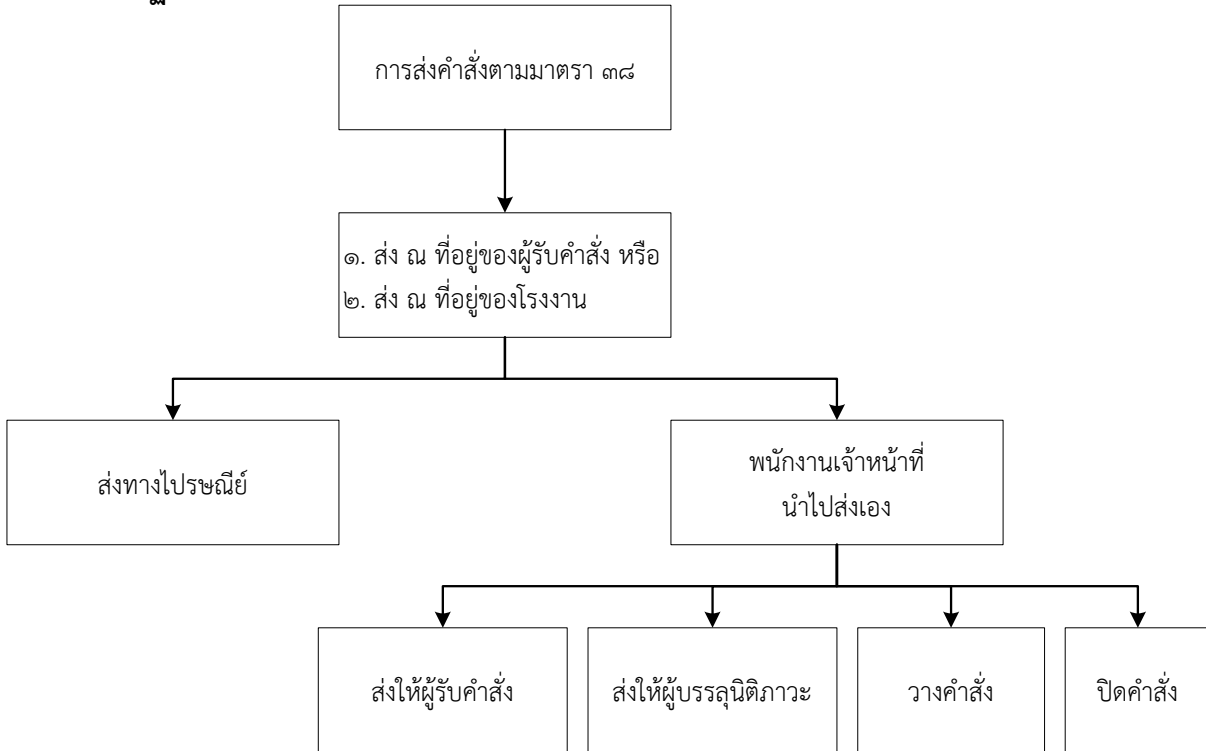 การส่งคำสั่งตามมาตรา ๓๘
๑. ส่ง ณ ที่อยู่ของผู้รับคำสั่ง หรือ
๒. ส่ง ณ ที่อยู่ของโรงงาน
ส่งทางไปรษณีย์
พนักงานเจ้าหน้าที่
นำไปส่งเอง
ส่งให้ผู้รับคำสั่ง
ส่งให้ผู้บรรลุนิติภาวะ
วางคำสั่ง
ปิดคำสั่ง